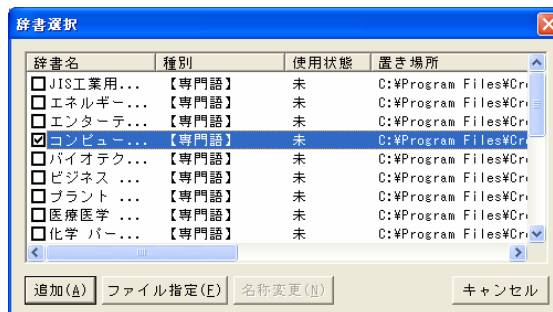 辞書選択
辞書名 種別 使用状態 置き場所
JIS工業用... 【専門語】 未 C:¥Program Files¥Cr
エネルギー... 【専門語】 未 C:¥Program Files¥Cr
エンターテ... 【専門語】 未 C:¥Program Files¥Cr
コンピュー... 【専門語】 未 C:¥Program Files¥Cr
バイオテク... 【専門語】 未 C:¥Program Files¥Cr
ビジネス ... 【専門語】 未 C:¥Program Files¥Cr
プラント ... 【専門語】 未 C:¥Program Files¥Cr
医療医学 ... 【専門語】 未 C:¥Program Files¥Cr
化学 パー... 【専門語】 未 C:¥Program Files¥Cr
追加(A) ファイル指定(F) 名称変更(N) キャンセル